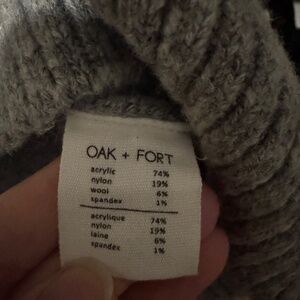 OAK + FORT
acrylic 74%
nylon 19%
wool 6%
spandex 1%
acrylique 74%
nylon 19%
laine 6%
spandex 1%